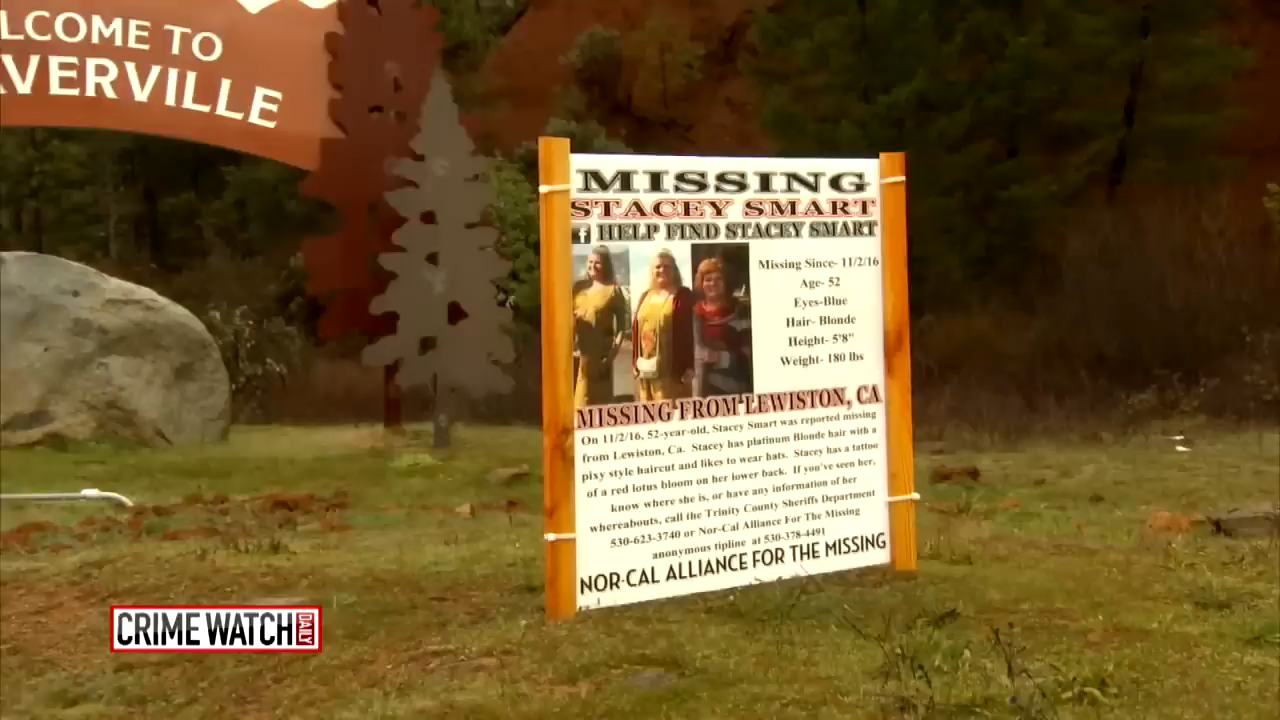 LCOME TO
AVERVILLE
MISSING
STACEY SMART
f HELP FIND STACEY SMART
Missing Since- 11/2/16
Age- 52
Eyes-Blue
Hair- Blonde
Height- 5'8"
Weight- 180 lbs
MISSING FROM LEWISTON, CA
On 11/2/16, 52-year-old, Stacey Smart was reported missing
from Lewiston, Ca. Stacey has platinum Blonde hair with a
pixy style haircut and likes to wear hats. Stacey has a tattoo
of a red lotus bloom on her lower back. If you've seen her,
know where she is, or have any information of her
whereabouts, call the Trinity County Sheriffs Department
530-623-3740 or Nor-Cal Alliance For The Missing
anonymous tipline at 530-378-4491
NOR-CAL ALLIANCE FOR THE MISSING
CRIME WATCH DAILY